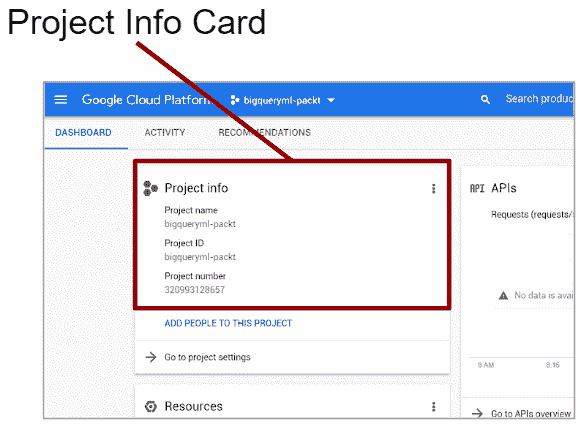 Project Info Card
Google Cloud Platform bigqueryml-packt Search produc
DASHBOARD ACTIVITY RECOMMENDATIONS
Project info
Project name
bigqueryml-packt
Project ID
bigqueryml-packt
Project number
320993128657
ADD PEOPLE TO THIS PROJECT
Go to project settings
Resources
API APIs
Requests (requests/
No data is avai
8 AM 8:15
Go to APIs overview